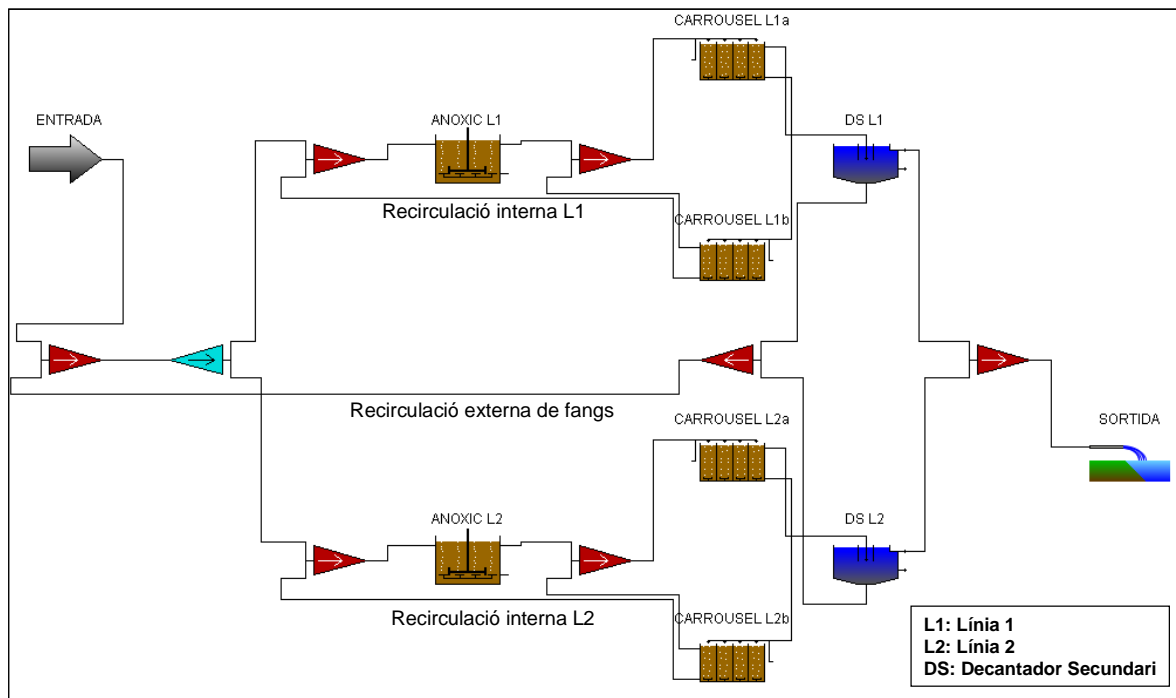 CARROUSEL L1a
ENTRADA
ANOXIC L1
DS L1
Recirculació interna L1
CARROUSEL L1b
Recirculació externa de fangs
CARROUSEL L2a
SORTIDA
ANOXIC L2
DS L2
Recirculació interna L2
CARROUSEL L2b
L1: Línia 1
L2: Línia 2
DS: Decantador Secundari